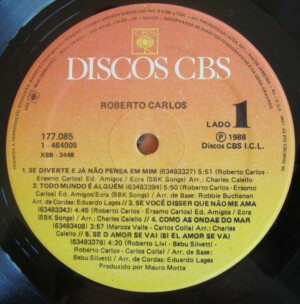 CBS
DISCOS CBS
ROBERTO CARLOS
LADO 1
177.085
1 - 464005
XSB - 3448
℗ 1988
Discos CBS I.C.L.
1. SE DIVERTE E JÁ NÃO PENSA EM MIM (63483327) 5:51 (Roberto Carlos -
Erasmo Carlos) Ed. Amigos / Ecra (SBK Songs) Arr.: Charles Calello
2. TODO MUNDO É ALGUÉM (63483394) 5:50 (Roberto Carlos - Erasmo
Carlos) Ed. Amigos/Ecra (SBK Songs) / Arr. de Base: Robbie Buchanan
Arr. de Cordas: Eduardo Lages // 3. SE VOCÊ DISSER QUE NÃO ME AMA
(63483343) 4:45 (Roberto Carlos - Erasmo Carlos) Ed. Amigos / Ecra
(SBK Songs) / Arr.: Charles Calello // 4. COMO AS ONDAS DO MAR
(63483408) 3:57 (Marcos Valle - Carlos Colla) Arr.: Charles
Calello // 5. SE O AMOR SE VAI (SI EL AMOR SE VA)
(63483378) 4:20 (Roberto Livi - Bebu Silvetti /
Roberto Carlos - Carlos Colla) / Arr. de Base:
Bebu Silvetti / Arr. de Cordas: Eduardo Lages
Produzido por Mauro Motta